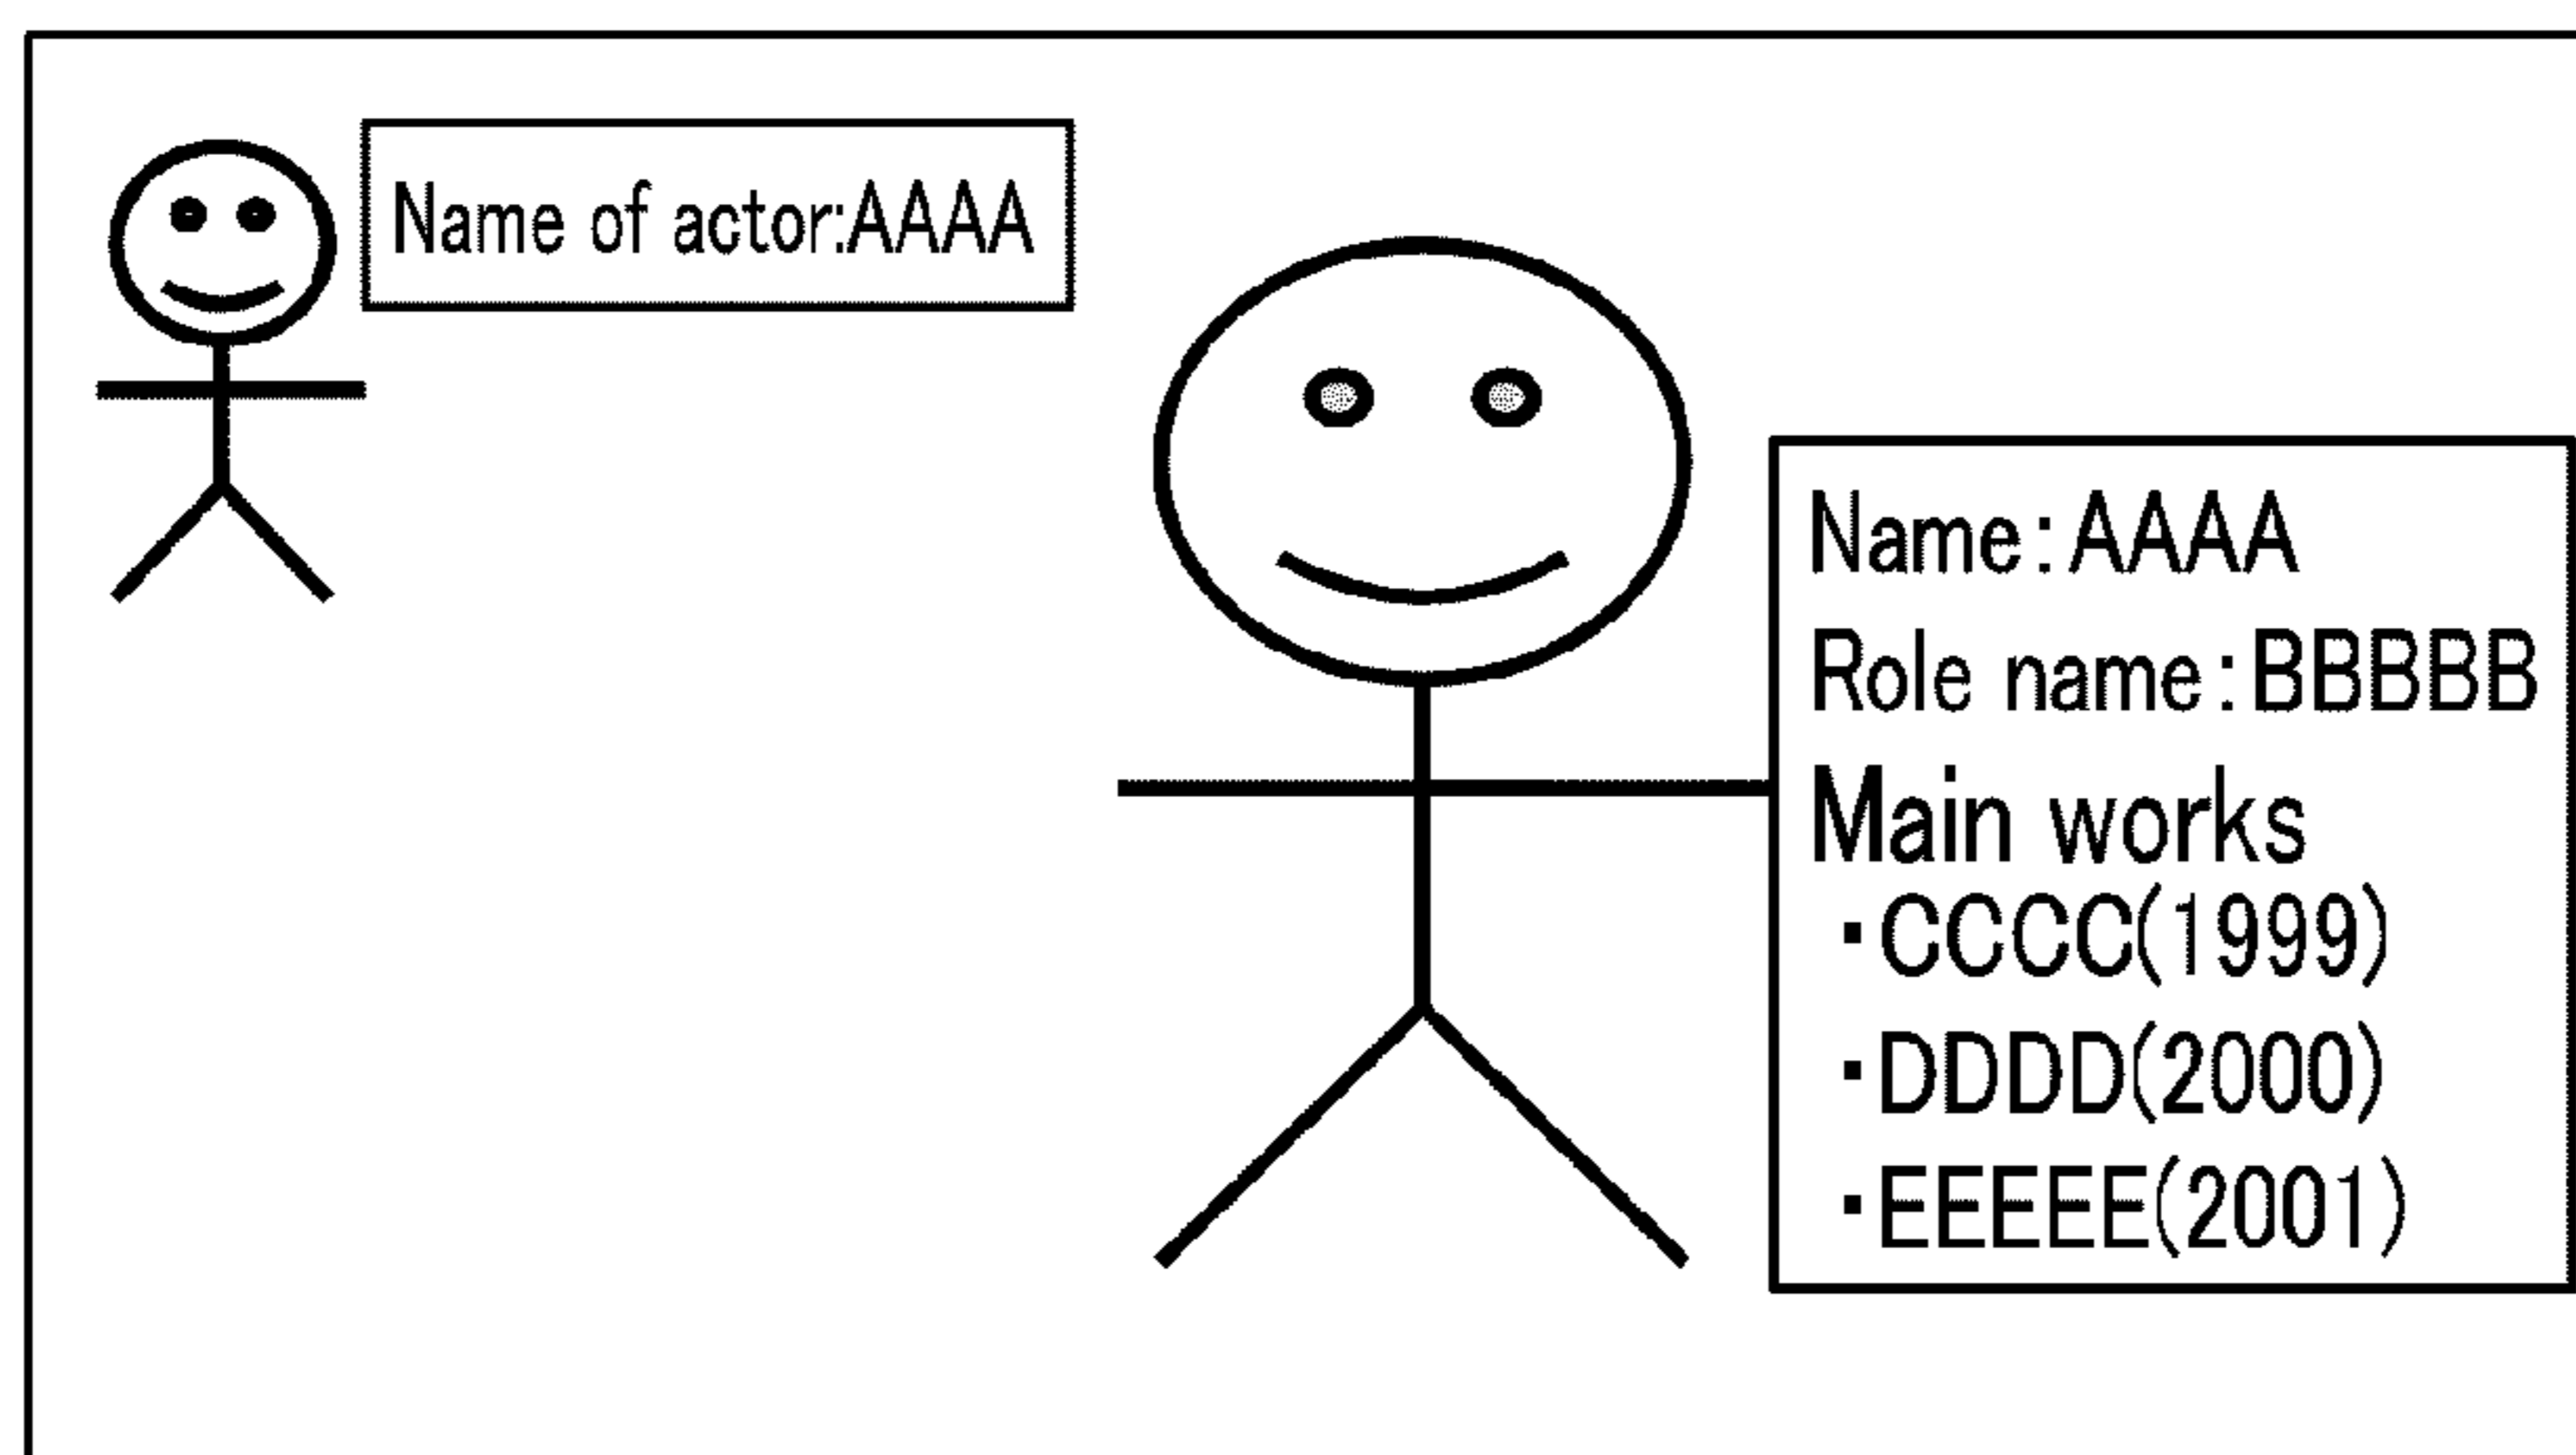 Name of actor:AAAA
Name:AAAA
Role name:BBBBB
Main works
・CCCC(1999)
・DDDD(2000)
・EEEEE(2001)